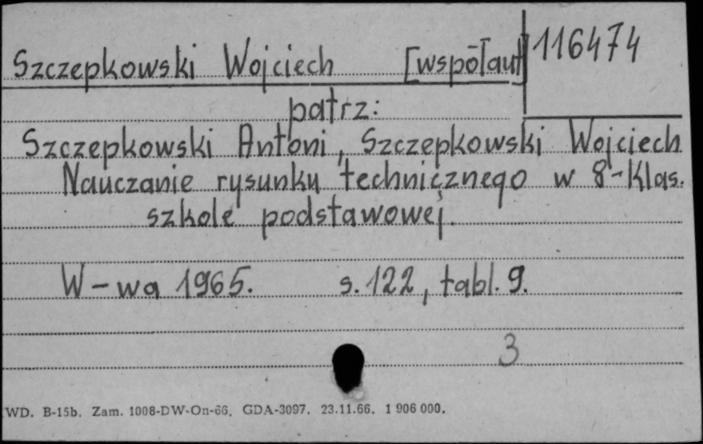 Szczepkowski Wojciech [współaut]
116474
patrz:
Szczepkowski Antoni, Szczepkowski Wojciech
Nauczanie rysunku technicznego w 8-klas.
szkole podstawowej.
W-wa 1965. s. 122, tabl. 9.
3
WD. B-15b. Zam. 1008-DW-On-66. GDA-3097. 23.11.66. 1 906 000.